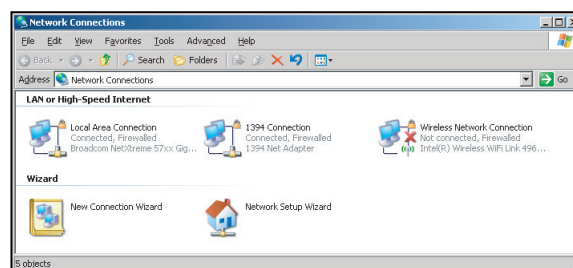 Network Connections
File Edit View Favorites Tools Advanced Help
Back Search Folders
Address Network Connections Go
LAN or High-Speed Internet
Local Area Connection
Connected, Firewalled
Broadcom NetXtreme 57xx Gig...
1394 Connection
Connected, Firewalled
1394 Net Adapter
Wireless Network Connection
Not connected, Firewalled
Intel(R) Wireless WiFi Link 496...
Wizard
New Connection Wizard
Network Setup Wizard
5 objects